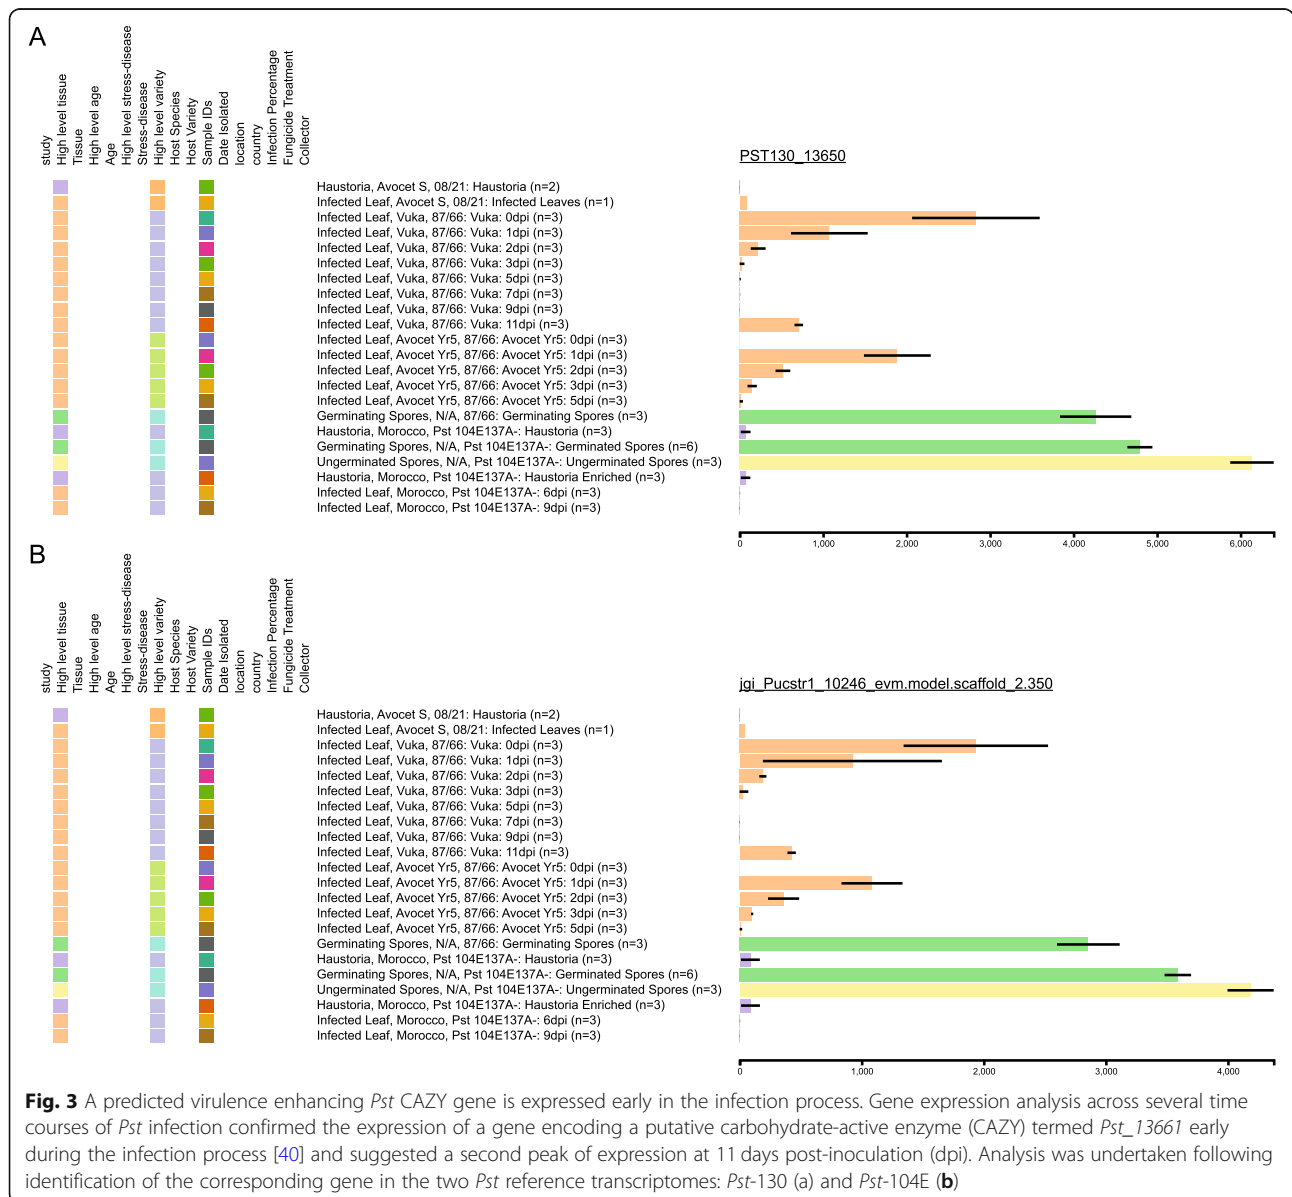 A
study
High level tissue
Tissue
High level age
Age
High level stress-disease
Stress-disease
High level variety
Host Species
Host Variety
Sample IDs
Date Isolated
location
country
Infection Percentage
Fungicide Treatment
Collector
PST130_13650
Haustoria, Avocet S, 08/21: Haustoria (n=2)
Infected Leaf, Avocet S, 08/21: Infected Leaves (n=1)
Infected Leaf, Vuka, 87/66: Vuka: 0dpi (n=3)
Infected Leaf, Vuka, 87/66: Vuka: 1dpi (n=3)
Infected Leaf, Vuka, 87/66: Vuka: 2dpi (n=3)
Infected Leaf, Vuka, 87/66: Vuka: 3dpi (n=3)
Infected Leaf, Vuka, 87/66: Vuka: 5dpi (n=3)
Infected Leaf, Vuka, 87/66: Vuka: 7dpi (n=3)
Infected Leaf, Vuka, 87/66: Vuka: 9dpi (n=3)
Infected Leaf, Vuka, 87/66: Vuka: 11dpi (n=3)
Infected Leaf, Avocet Yr5, 87/66: Avocet Yr5: 0dpi (n=3)
Infected Leaf, Avocet Yr5, 87/66: Avocet Yr5: 1dpi (n=3)
Infected Leaf, Avocet Yr5, 87/66: Avocet Yr5: 2dpi (n=3)
Infected Leaf, Avocet Yr5, 87/66: Avocet Yr5: 3dpi (n=3)
Infected Leaf, Avocet Yr5, 87/66: Avocet Yr5: 5dpi (n=3)
Germinating Spores, N/A, 87/66: Germinating Spores (n=3)
Haustoria, Morocco, Pst 104E137A-: Haustoria (n=3)
Germinating Spores, N/A, Pst 104E137A-: Germinated Spores (n=6)
Ungerminated Spores, N/A, Pst 104E137A-: Ungerminated Spores (n=3)
Haustoria, Morocco, Pst 104E137A-: Haustoria Enriched (n=3)
Infected Leaf, Morocco, Pst 104E137A-: 6dpi (n=3)
Infected Leaf, Morocco, Pst 104E137A-: 9dpi (n=3)
0 1,000 2,000 3,000 4,000 5,000 6,000
B
study
High level tissue
Tissue
High level age
Age
High level stress-disease
Stress-disease
High level variety
Host Species
Host Variety
Sample IDs
Date Isolated
location
country
Infection Percentage
Fungicide Treatment
Collector
jgi_Pucstr1_10246_evm.model.scaffold_2.350
Haustoria, Avocet S, 08/21: Haustoria (n=2)
Infected Leaf, Avocet S, 08/21: Infected Leaves (n=1)
Infected Leaf, Vuka, 87/66: Vuka: 0dpi (n=3)
Infected Leaf, Vuka, 87/66: Vuka: 1dpi (n=3)
Infected Leaf, Vuka, 87/66: Vuka: 2dpi (n=3)
Infected Leaf, Vuka, 87/66: Vuka: 3dpi (n=3)
Infected Leaf, Vuka, 87/66: Vuka: 5dpi (n=3)
Infected Leaf, Vuka, 87/66: Vuka: 7dpi (n=3)
Infected Leaf, Vuka, 87/66: Vuka: 9dpi (n=3)
Infected Leaf, Vuka, 87/66: Vuka: 11dpi (n=3)
Infected Leaf, Avocet Yr5, 87/66: Avocet Yr5: 0dpi (n=3)
Infected Leaf, Avocet Yr5, 87/66: Avocet Yr5: 1dpi (n=3)
Infected Leaf, Avocet Yr5, 87/66: Avocet Yr5: 2dpi (n=3)
Infected Leaf, Avocet Yr5, 87/66: Avocet Yr5: 3dpi (n=3)
Infected Leaf, Avocet Yr5, 87/66: Avocet Yr5: 5dpi (n=3)
Germinating Spores, N/A, 87/66: Germinating Spores (n=3)
Haustoria, Morocco, Pst 104E137A-: Haustoria (n=3)
Germinating Spores, N/A, Pst 104E137A-: Germinated Spores (n=6)
Ungerminated Spores, N/A, Pst 104E137A-: Ungerminated Spores (n=3)
Haustoria, Morocco, Pst 104E137A-: Haustoria Enriched (n=3)
Infected Leaf, Morocco, Pst 104E137A-: 6dpi (n=3)
Infected Leaf, Morocco, Pst 104E137A-: 9dpi (n=3)
0 1,000 2,000 3,000 4,000
Fig. 3 A predicted virulence enhancing Pst CAZY gene is expressed early in the infection process. Gene expression analysis across several time
courses of Pst infection confirmed the expression of a gene encoding a putative carbohydrate-active enzyme (CAZY) termed Pst_13661 early
during the infection process [40] and suggested a second peak of expression at 11 days post-inoculation (dpi). Analysis was undertaken following
identification of the corresponding gene in the two Pst reference transcriptomes: Pst-130 (a) and Pst-104E (b)